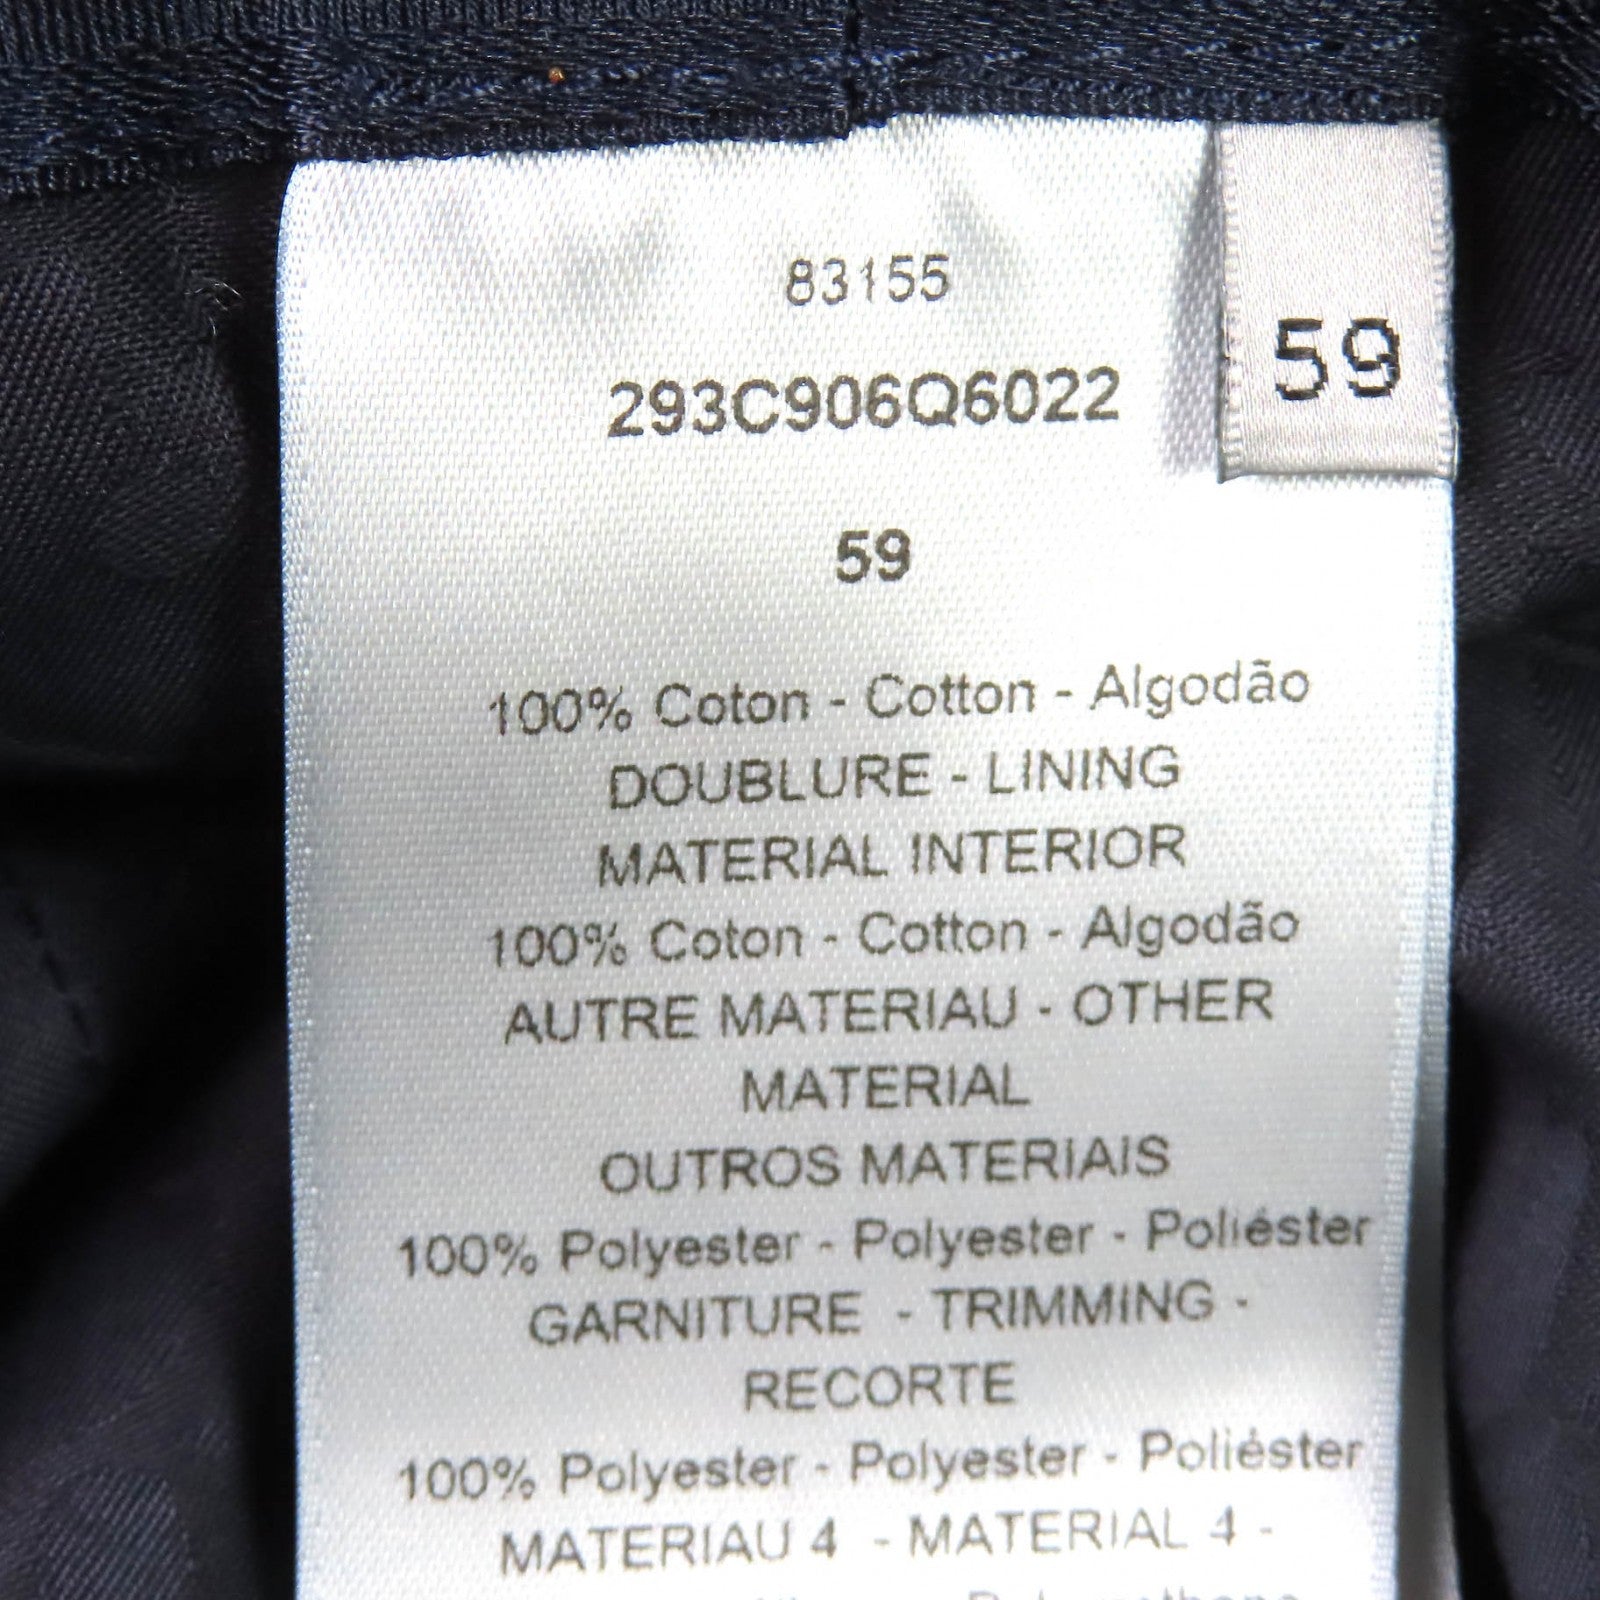 83155
293C906Q6022
59
59
100% Coton - Cotton - Algodão
DOUBLURE - LINING
MATERIAL INTERIOR
100% Coton - Cotton - Algodão
AUTRE MATERIAU - OTHER
MATERIAL
OUTROS MATERIAIS
100% Polyester - Polyester - Poliéster
GARNITURE - TRIMMING -
RECORTE
100% Polyester - Polyester - Poliéster
MATERIAU 4 - MATERIAL 4 -